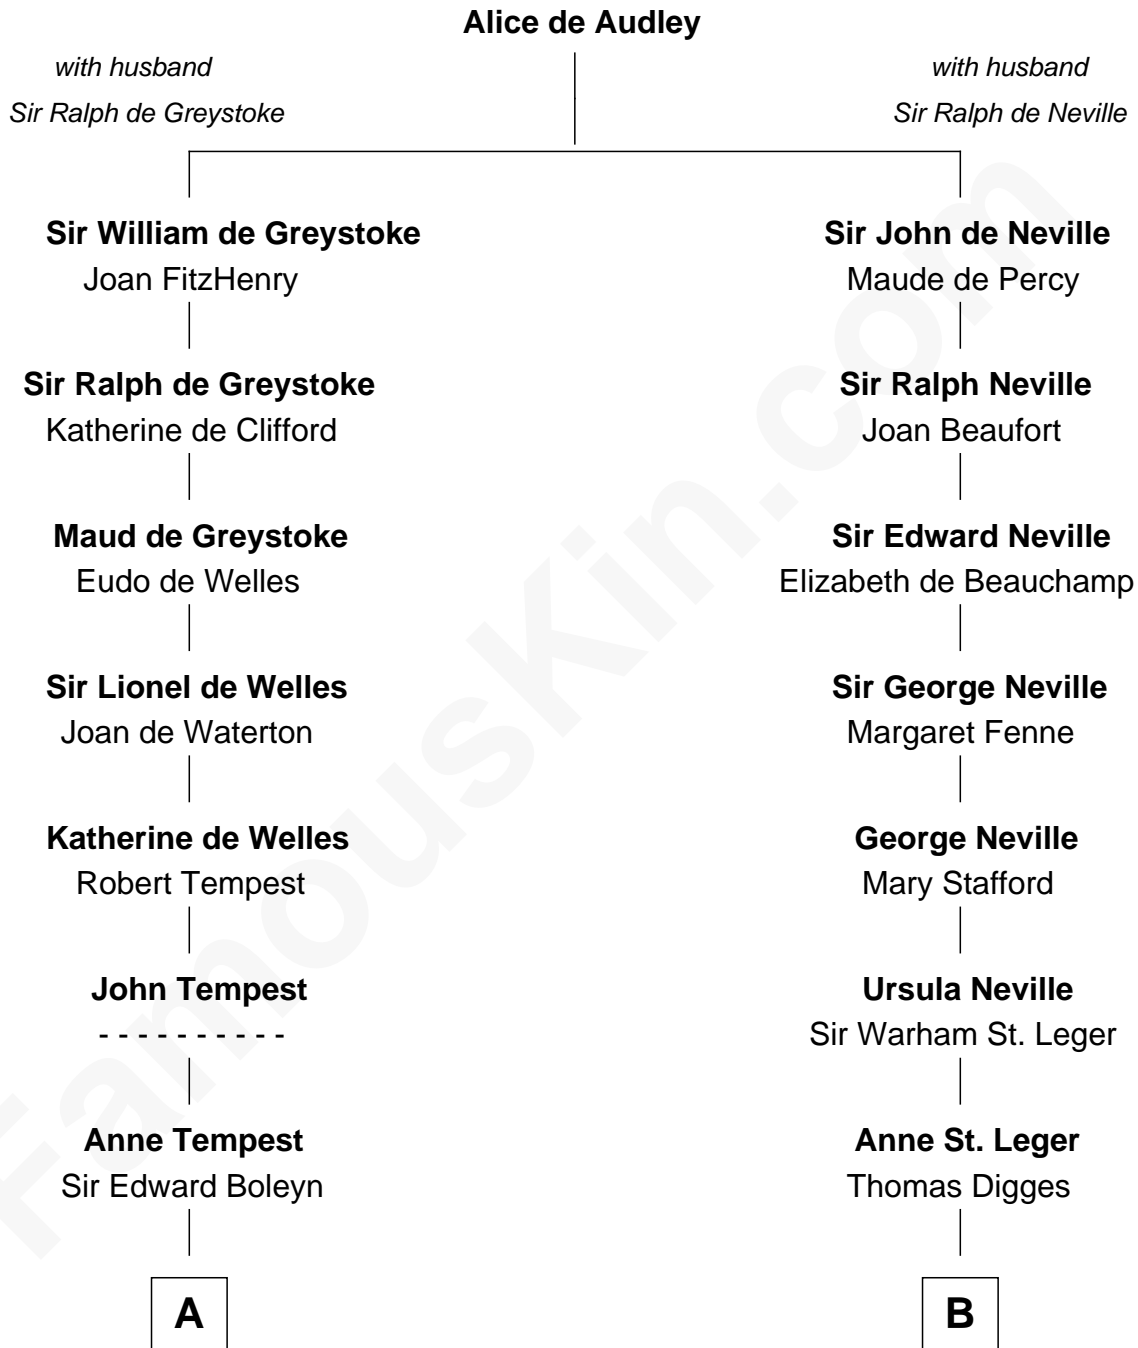 Alice de Audley
with husband
Sir Ralph de Greystoke
with husband
Sir Ralph de Neville
Sir William de Greystoke
Joan FitzHenry
Sir John de Neville
Maude de Percy
Sir Ralph de Greystoke
Katherine de Clifford
Sir Ralph Neville
Joan Beaufort
Maud de Greystoke
Eudo de Welles
Sir Edward Neville
Elizabeth de Beauchamp
Sir Lionel de Welles
Joan de Waterton
Sir George Neville
Margaret Fenne
Katherine de Welles
Robert Tempest
George Neville
Mary Stafford
John Tempest
- - - - - - - - - -
Ursula Neville
Sir Warham St. Leger
Anne Tempest
Sir Edward Boleyn
Anne St. Leger
Thomas Digges
A
B
FamousKin.com